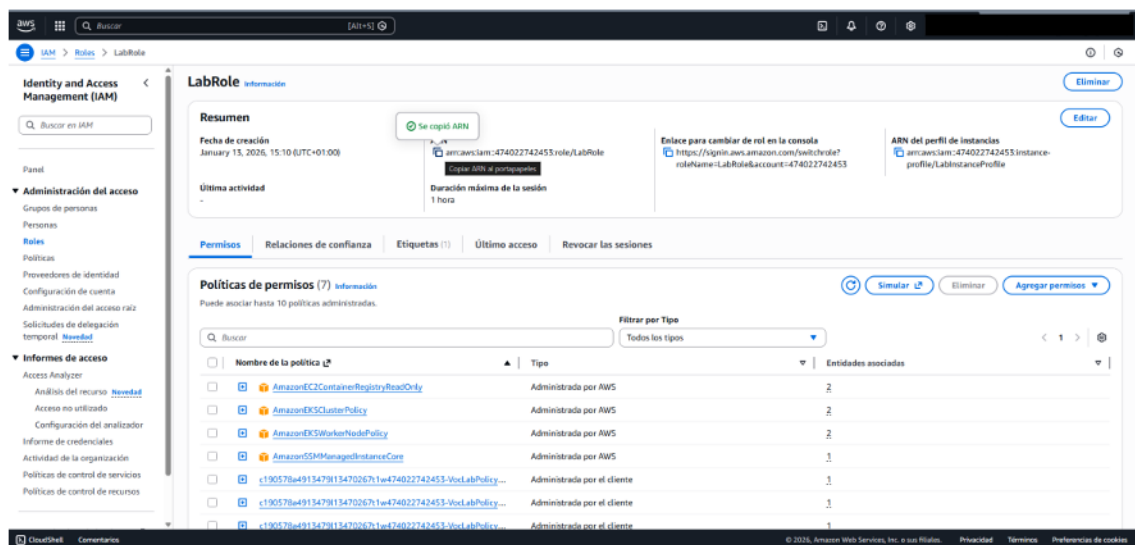 aws
Buscar
[Alt+S]
IAM > Roles > LabRole
Identity and Access Management (IAM)
Buscar en IAM
Panel
Administración del acceso
Grupos de personas
Personas
Roles
Políticas
Proveedores de identidad
Configuración de cuenta
Administración del acceso raíz
Solicitudes de delegación
temporal Novedad
Informes de acceso
Access Analyzer
Análisis del recurso Novedad
Acceso no utilizado
Configuración del analizador
Informe de credenciales
Actividad de la organización
Políticas de control de servicios
Políticas de control de recursos
LabRole Información
Eliminar
Resumen
Editar
Se copió ARN
Fecha de creación
January 13, 2026, 15:10 (UTC+01:00)
arn:aws:iam::474022742453:role/LabRole
Copiar ARN al portapapeles
Enlace para cambiar de rol en la consola
https://signin.aws.amazon.com/switchrole?
roleName=LabRole&account=474022742453
ARN del perfil de instancias
arn:aws:iam::474022742453:instance-
profile/LabInstanceProfile
Última actividad
-
Duración máxima de la sesión
1 hora
Permisos
Relaciones de confianza
Etiquetas (1)
Último acceso
Revocar las sesiones
Políticas de permisos (7) Información
Puede asociar hasta 10 políticas administradas.
Simular
Eliminar
Agregar permisos
Filtrar por Tipo
Buscar
Todos los tipos
1
Nombre de la política
Tipo
Entidades asociadas
AmazonEC2ContainerRegistryReadOnly Administrada por AWS 2
AmazonEKSClusterPolicy Administrada por AWS 2
AmazonEKSWorkerNodePolicy Administrada por AWS 2
AmazonSSMManagedInstanceCore Administrada por AWS 1
Administrada por el cliente 1
Administrada por el cliente 1
Administrada por el cliente 1
CloudShell Comentarios
© 2026, Amazon Web Services, Inc. o sus filiales. Privacidad Términos Preferencias de cookies